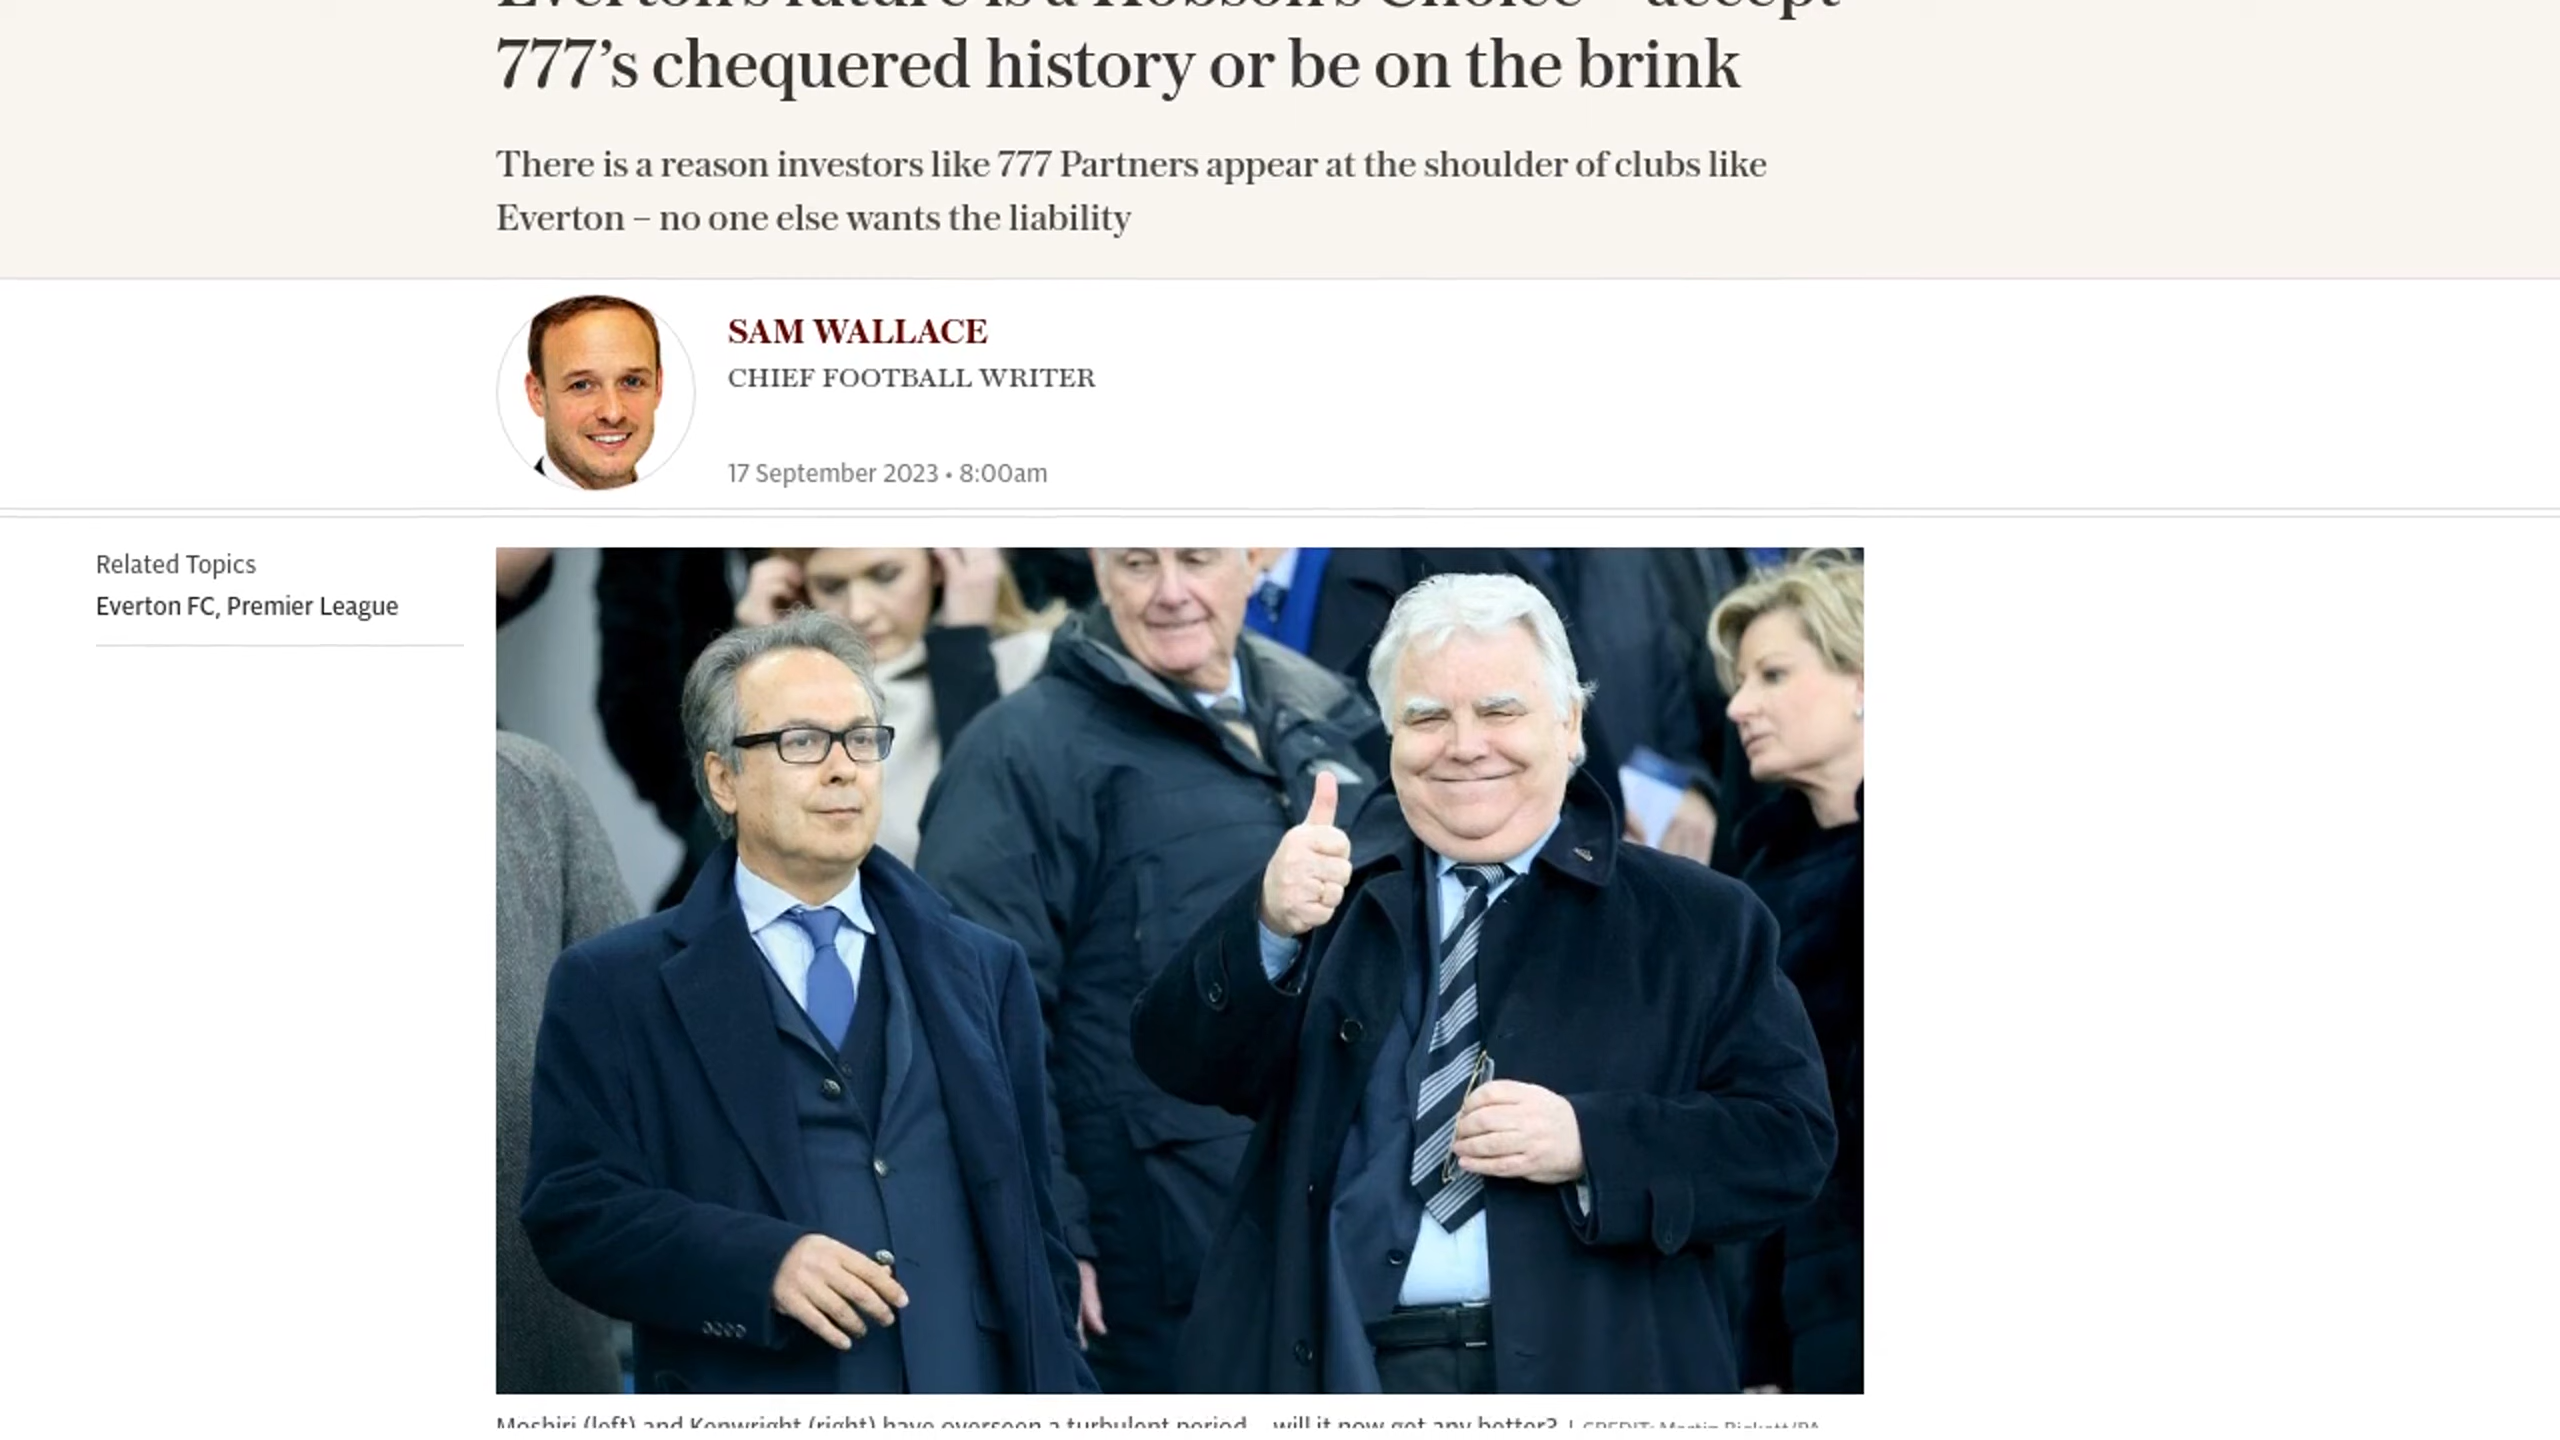 Everton's future is a Hobson's Choice – accept
777's chequered history or be on the brink
There is a reason investors like 777 Partners appear at the shoulder of clubs like
Everton – no one else wants the liability
SAM WALLACE
CHIEF FOOTBALL WRITER
17 September 2023 • 8:00am
Related Topics
Everton FC, Premier League
Moshiri (left) and Kenwright (right) have overseen a turbulent period – will it now get any better? | CREDIT: Martin Rickett/PA